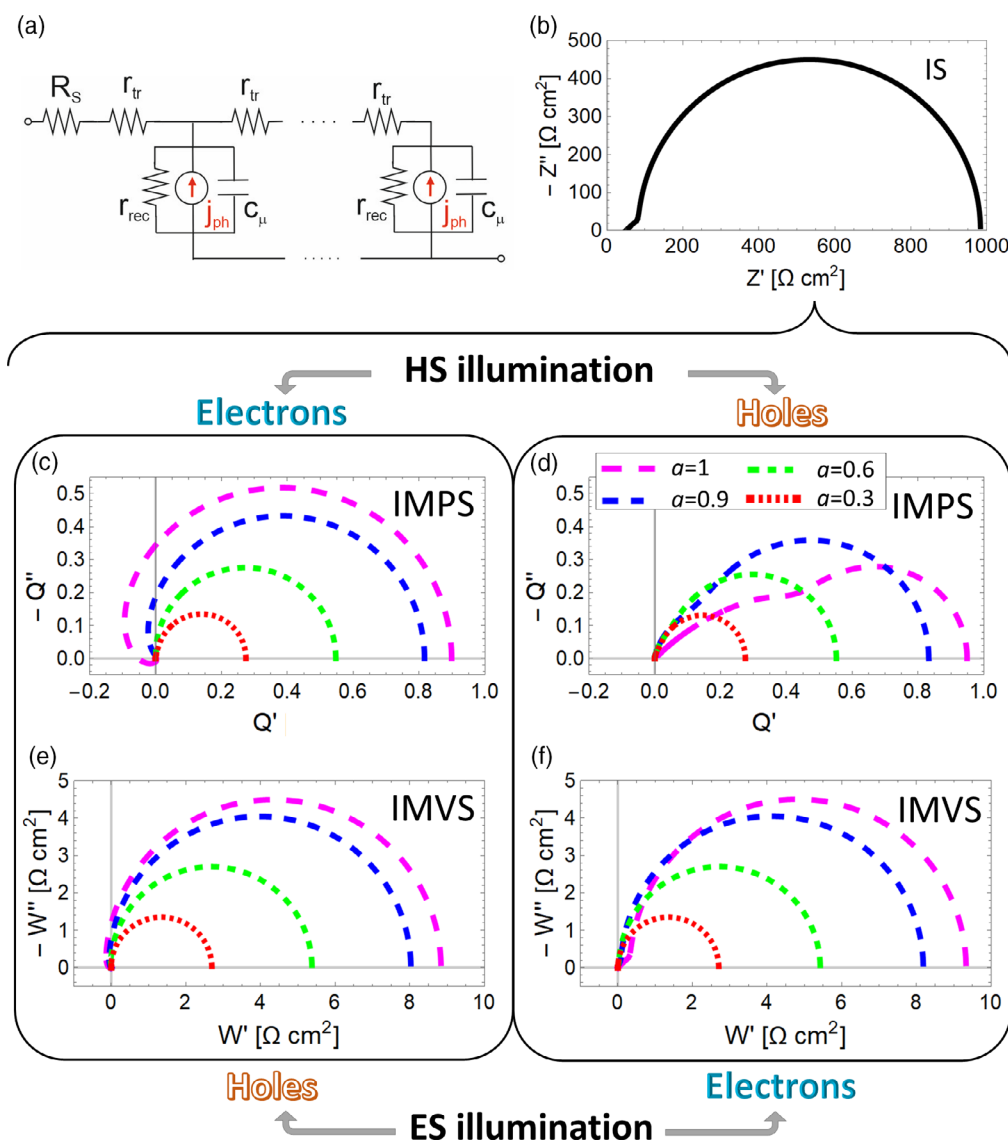 (a)
R_S
r_tr
r_tr
r_tr
.....
r_rec
j_ph
c_μ
r_rec
j_ph
c_μ
.....
(b)
IS
500
400
300
200
100
0
− Z'' [Ω cm²]
0 200 400 600 800 1000
Z' [Ω cm²]
HS illumination
Electrons
Holes
(c)
IMPS
0.5
0.4
0.3
0.2
0.1
0.0
− Q''
−0.2 0.0 0.2 0.4 0.6 0.8 1.0
Q'
(d)
a=1
a=0.6
a=0.9
a=0.3
IMPS
0.5
0.4
0.3
0.2
0.1
0.0
− Q''
0.0 0.2 0.4 0.6 0.8 1.0
Q'
(e)
IMVS
5
4
3
2
1
0
− W'' [Ω cm²]
0 2 4 6 8 10
W' [Ω cm²]
(f)
IMVS
5
4
3
2
1
0
− W'' [Ω cm²]
0 2 4 6 8 10
W' [Ω cm²]
Holes
Electrons
ES illumination